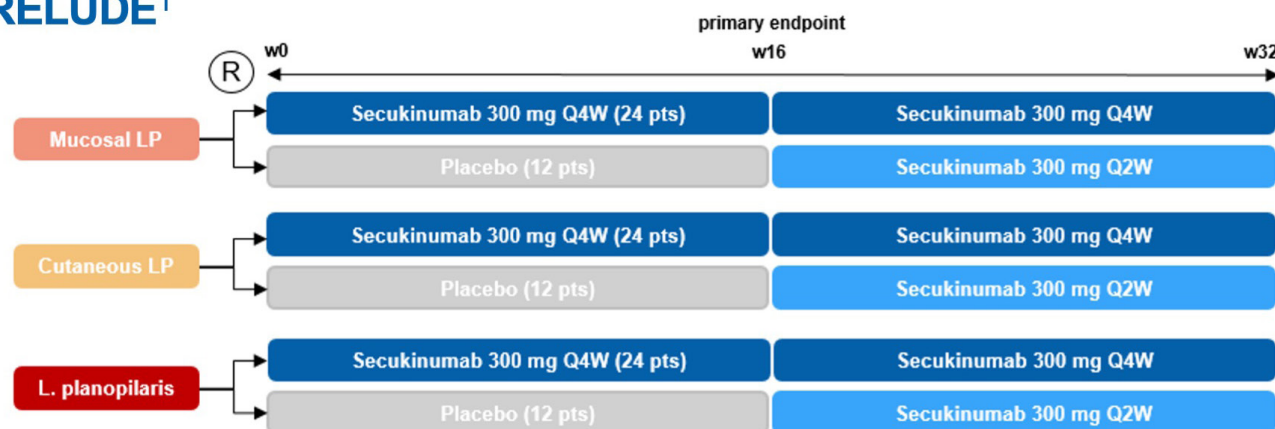 RELUDE†
primary endpoint
w0 w16 w32
R
Secukinumab 300 mg Q4W (24 pts) Secukinumab 300 mg Q4W
Mucosal LP
Placebo (12 pts) Secukinumab 300 mg Q2W
Secukinumab 300 mg Q4W (24 pts) Secukinumab 300 mg Q4W
Cutaneous LP
Placebo (12 pts) Secukinumab 300 mg Q2W
Secukinumab 300 mg Q4W (24 pts) Secukinumab 300 mg Q4W
L. planopilaris
Placebo (12 pts) Secukinumab 300 mg Q2W